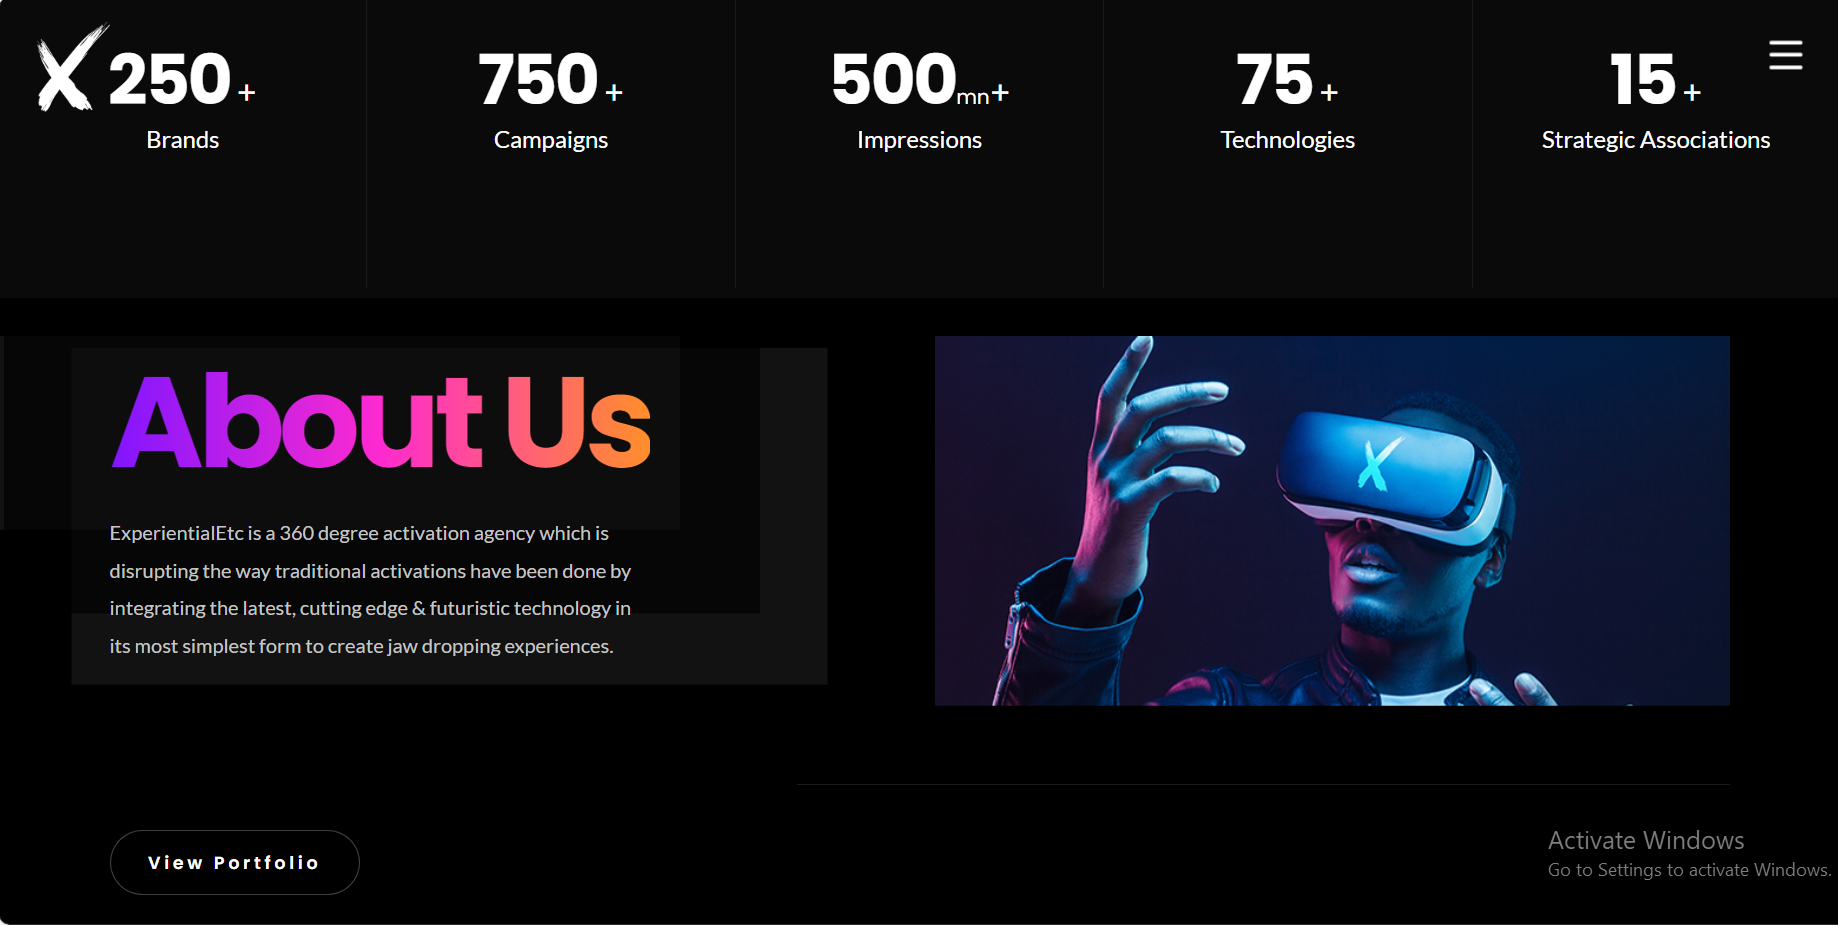 250 +
Brands
750 +
Campaigns
500mn+
Impressions
75 +
Technologies
15 +
Strategic Associations
About Us
ExperientialEtc is a 360 degree activation agency which is
disrupting the way traditional activations have been done by
integrating the latest, cutting edge & futuristic technology in
its most simplest form to create jaw dropping experiences.
View Portfolio
Activate Windows
Go to Settings to activate Windows.